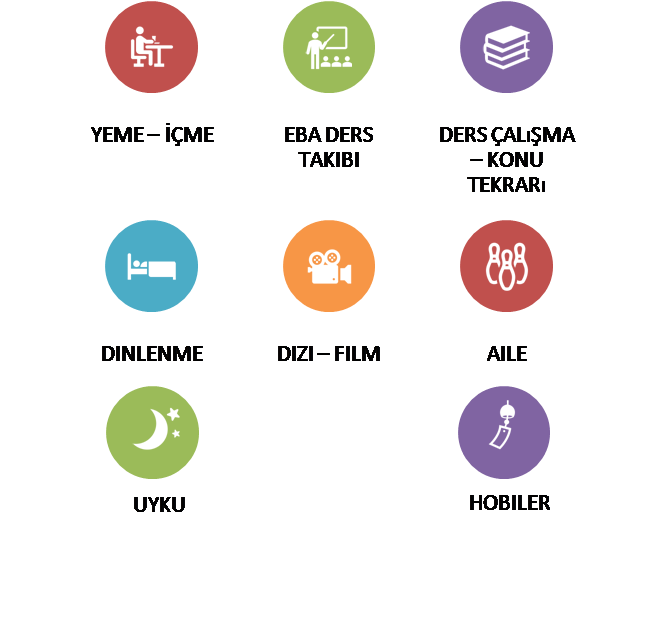 YEME – İÇME
EBA DERS
TAKIBI
DERS ÇALıŞMA
– KONU
TEKRARı
DINLENME
DIZI – FILM
AILE
UYKU
HOBILER